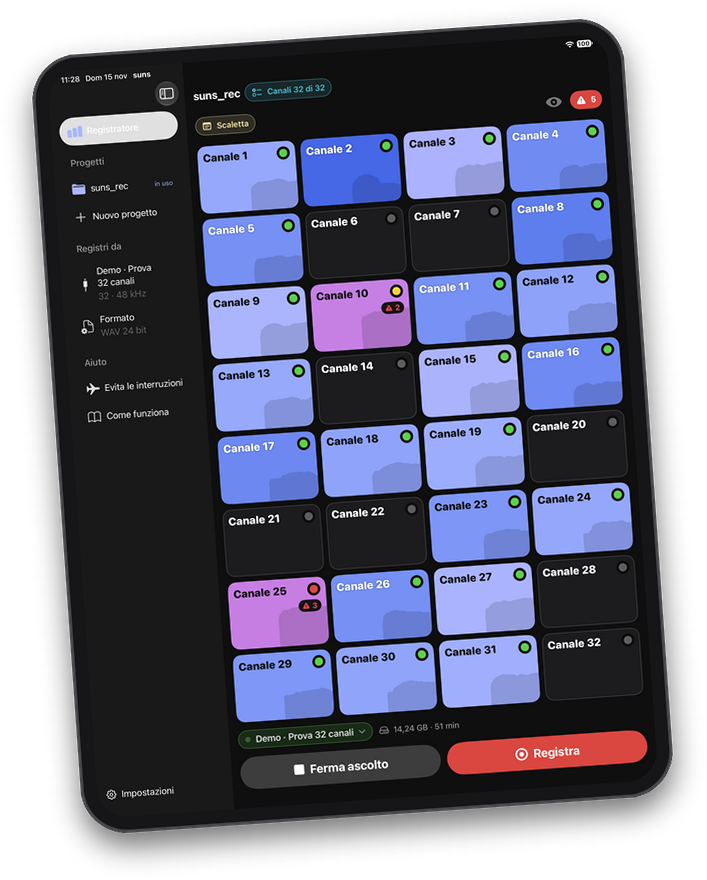 11:28 Dom 15 nov suns
100
suns_rec
Canali 32 di 32
Scaletta
5
Registratore
Progetti
suns_rec in uso
Nuovo progetto
Registri da
Demo · Prova
32 canali
32 · 48 kHz
Formato
WAV 24 bit
Aiuto
Evita le interruzioni
Come funziona
Impostazioni
Canale 1
Canale 2
Canale 3
Canale 4
Canale 5
Canale 6
Canale 7
Canale 8
Canale 9
Canale 10
2
Canale 11
Canale 12
Canale 13
Canale 14
Canale 15
Canale 16
Canale 17
Canale 18
Canale 19
Canale 20
Canale 21
Canale 22
Canale 23
Canale 24
Canale 25
3
Canale 26
Canale 27
Canale 28
Canale 29
Canale 30
Canale 31
Canale 32
Demo · Prova 32 canali
14,24 GB · 51 min
Ferma ascolto
Registra